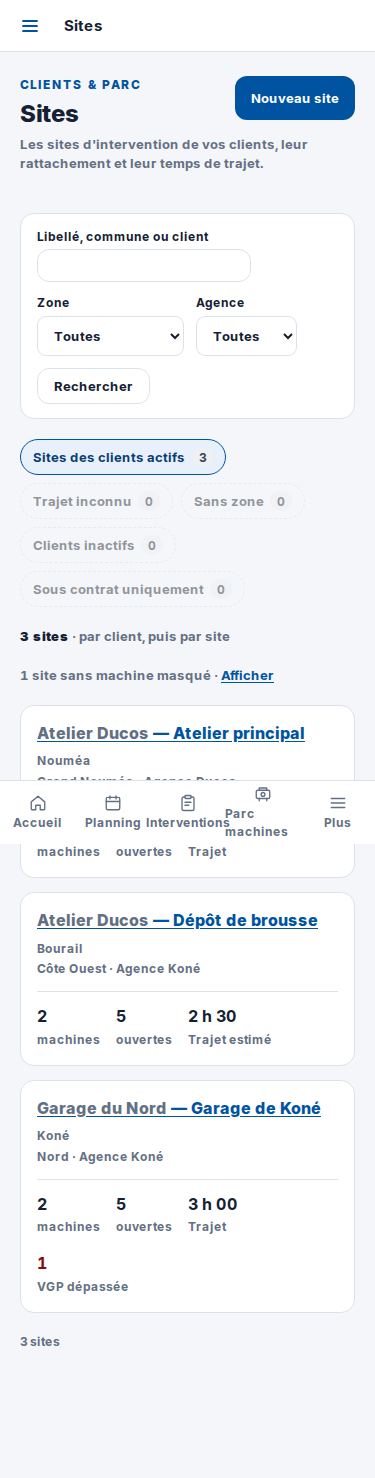 Sites
CLIENTS & PARC
Sites
Nouveau site
Les sites d'intervention de vos clients, leur
rattachement et leur temps de trajet.
Libellé, commune ou client
Zone
Agence
Toutes
Toutes
Rechercher
Sites des clients actifs 3
Trajet inconnu 0
Sans zone 0
Clients inactifs 0
Sous contrat uniquement 0
3 sites · par client, puis par site
1 site sans machine masqué · Afficher
Atelier Ducos — Atelier principal
Nouméa
Accueil
Planning
Interventions
Parc
machines
Plus
machines ouvertes Trajet
Atelier Ducos — Dépôt de brousse
Bourail
Côte Ouest · Agence Koné
2 5 2 h 30
machines ouvertes Trajet estimé
Garage du Nord — Garage de Koné
Koné
Nord · Agence Koné
2 5 3 h 00
machines ouvertes Trajet
1
VGP dépassée
3 sites